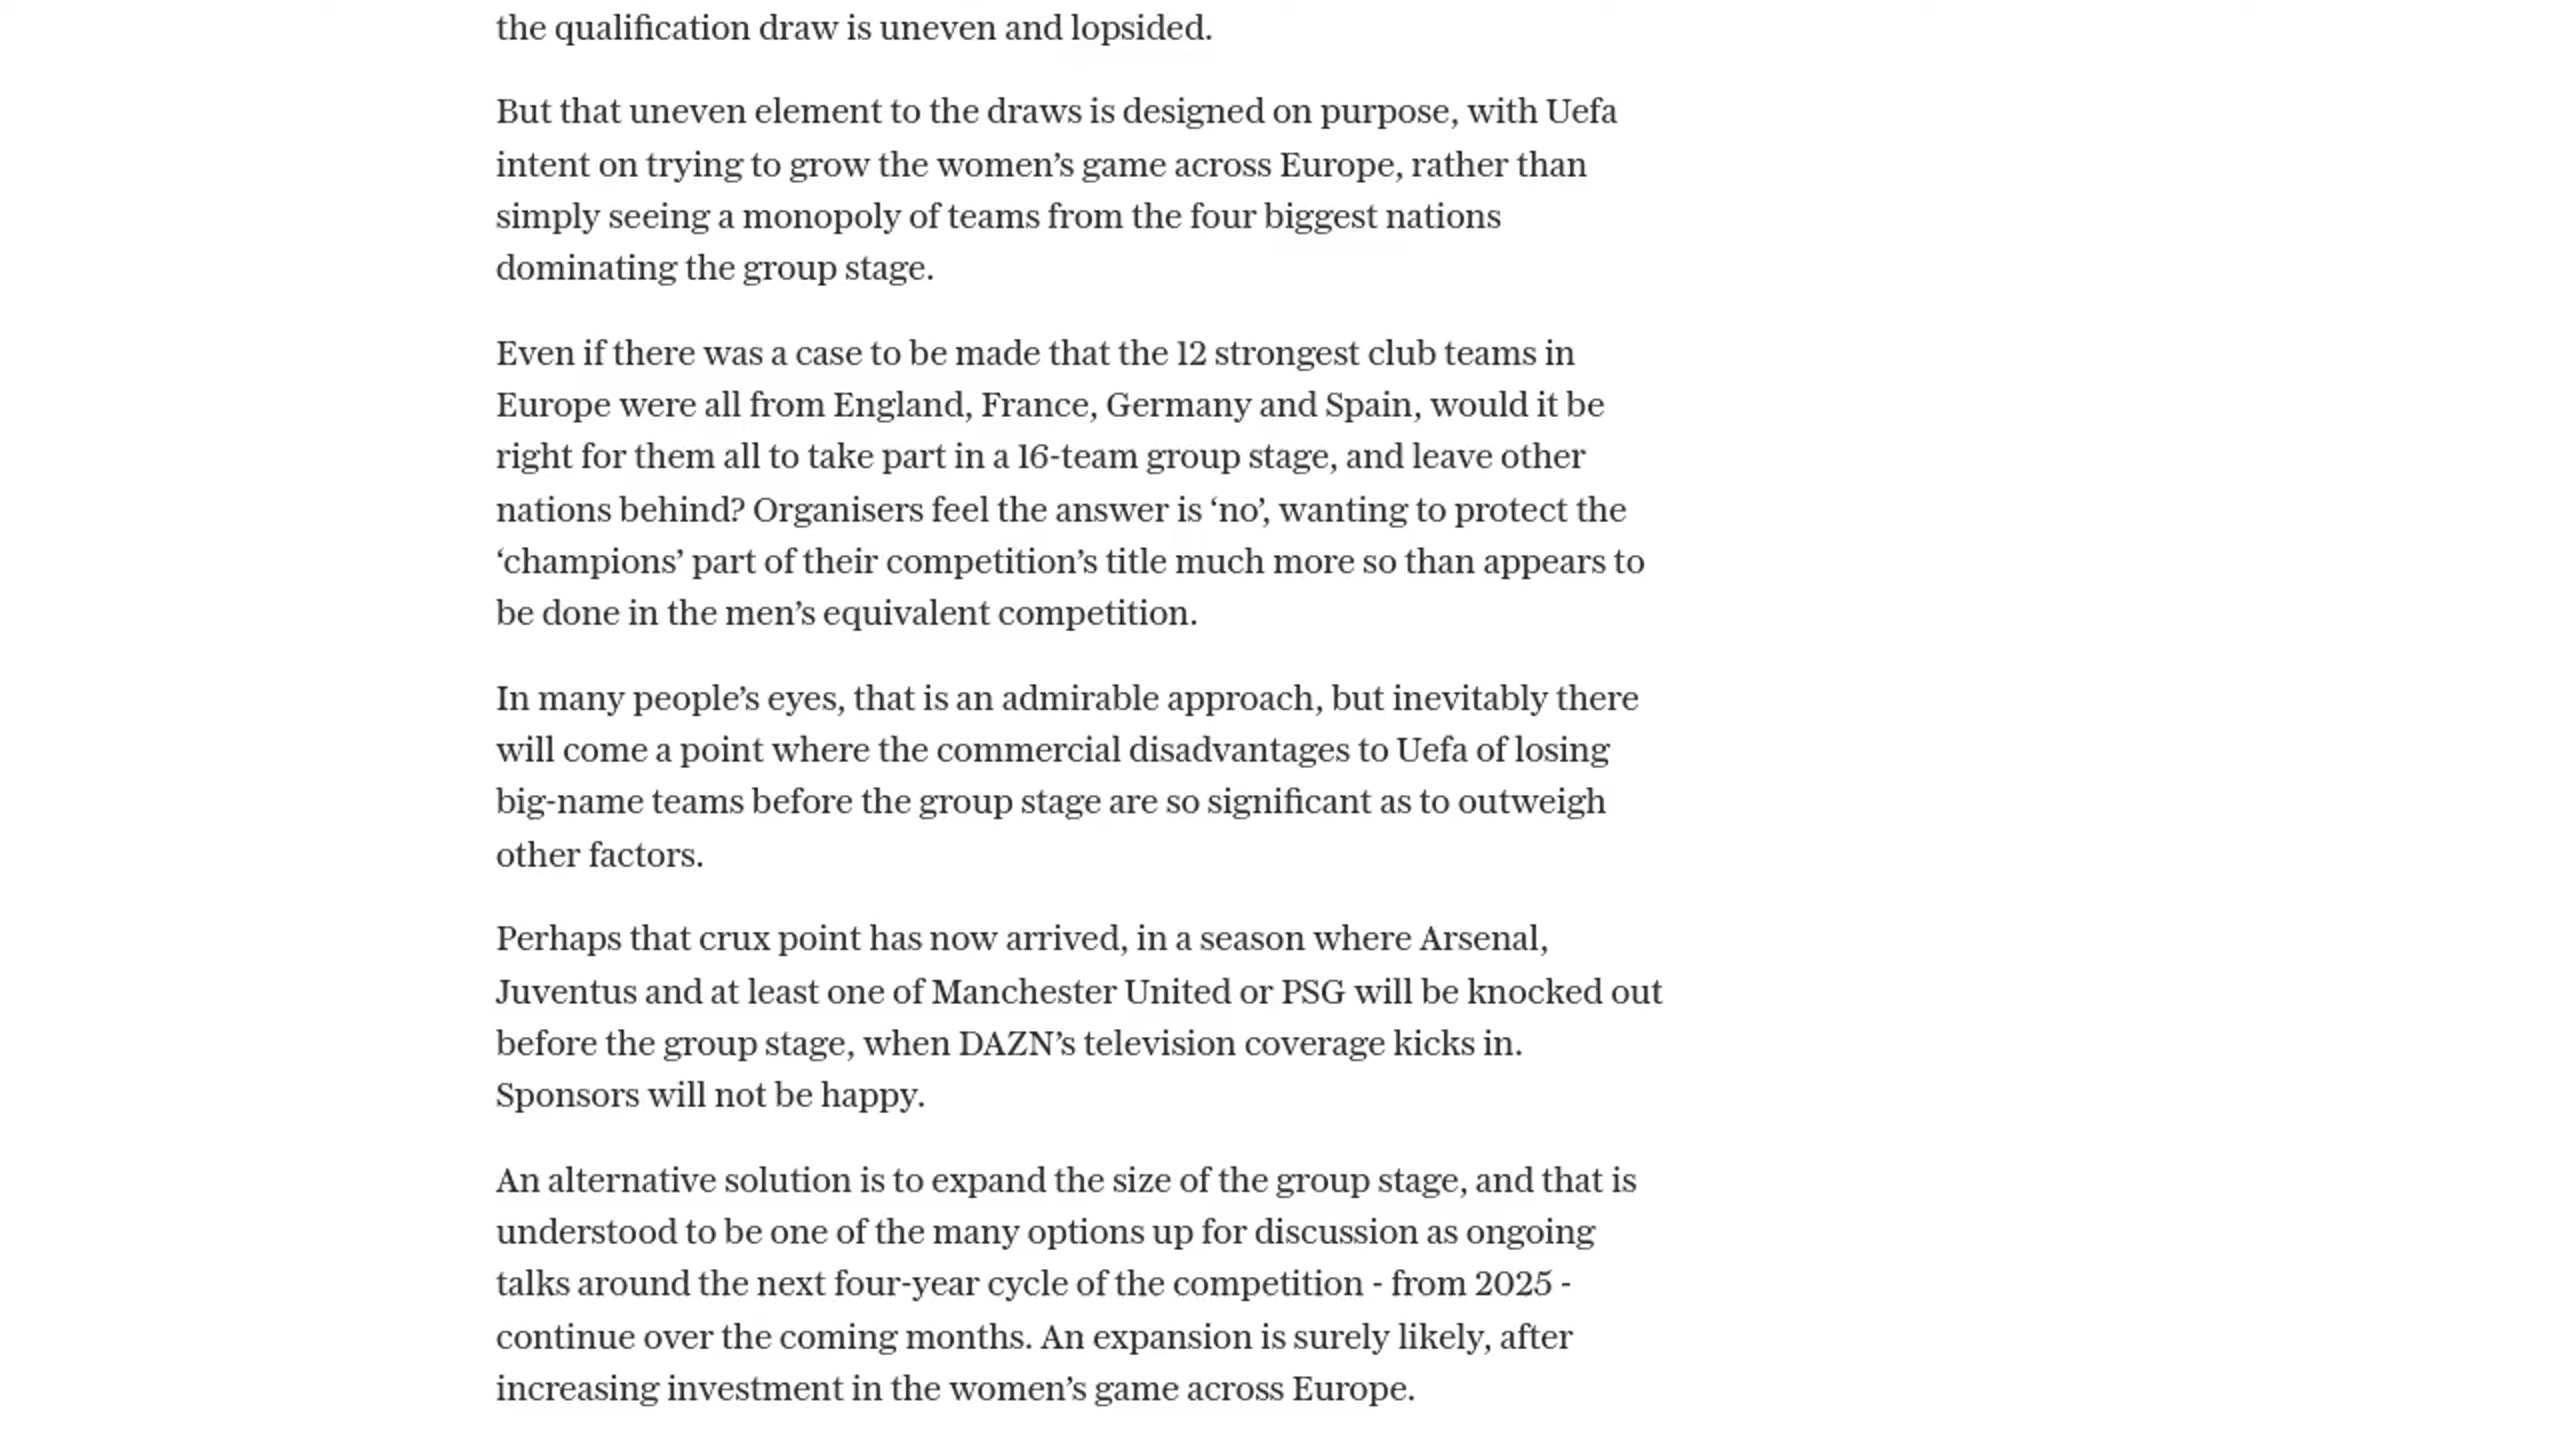 the qualification draw is uneven and lopsided.
But that uneven element to the draws is designed on purpose, with Uefa
intent on trying to grow the women’s game across Europe, rather than
simply seeing a monopoly of teams from the four biggest nations
dominating the group stage.
Even if there was a case to be made that the 12 strongest club teams in
Europe were all from England, France, Germany and Spain, would it be
right for them all to take part in a 16-team group stage, and leave other
nations behind? Organisers feel the answer is ‘no’, wanting to protect the
‘champions’ part of their competition’s title much more so than appears to
be done in the men’s equivalent competition.
In many people’s eyes, that is an admirable approach, but inevitably there
will come a point where the commercial disadvantages to Uefa of losing
big-name teams before the group stage are so significant as to outweigh
other factors.
Perhaps that crux point has now arrived, in a season where Arsenal,
Juventus and at least one of Manchester United or PSG will be knocked out
before the group stage, when DAZN’s television coverage kicks in.
Sponsors will not be happy.
An alternative solution is to expand the size of the group stage, and that is
understood to be one of the many options up for discussion as ongoing
talks around the next four-year cycle of the competition - from 2025 -
continue over the coming months. An expansion is surely likely, after
increasing investment in the women’s game across Europe.